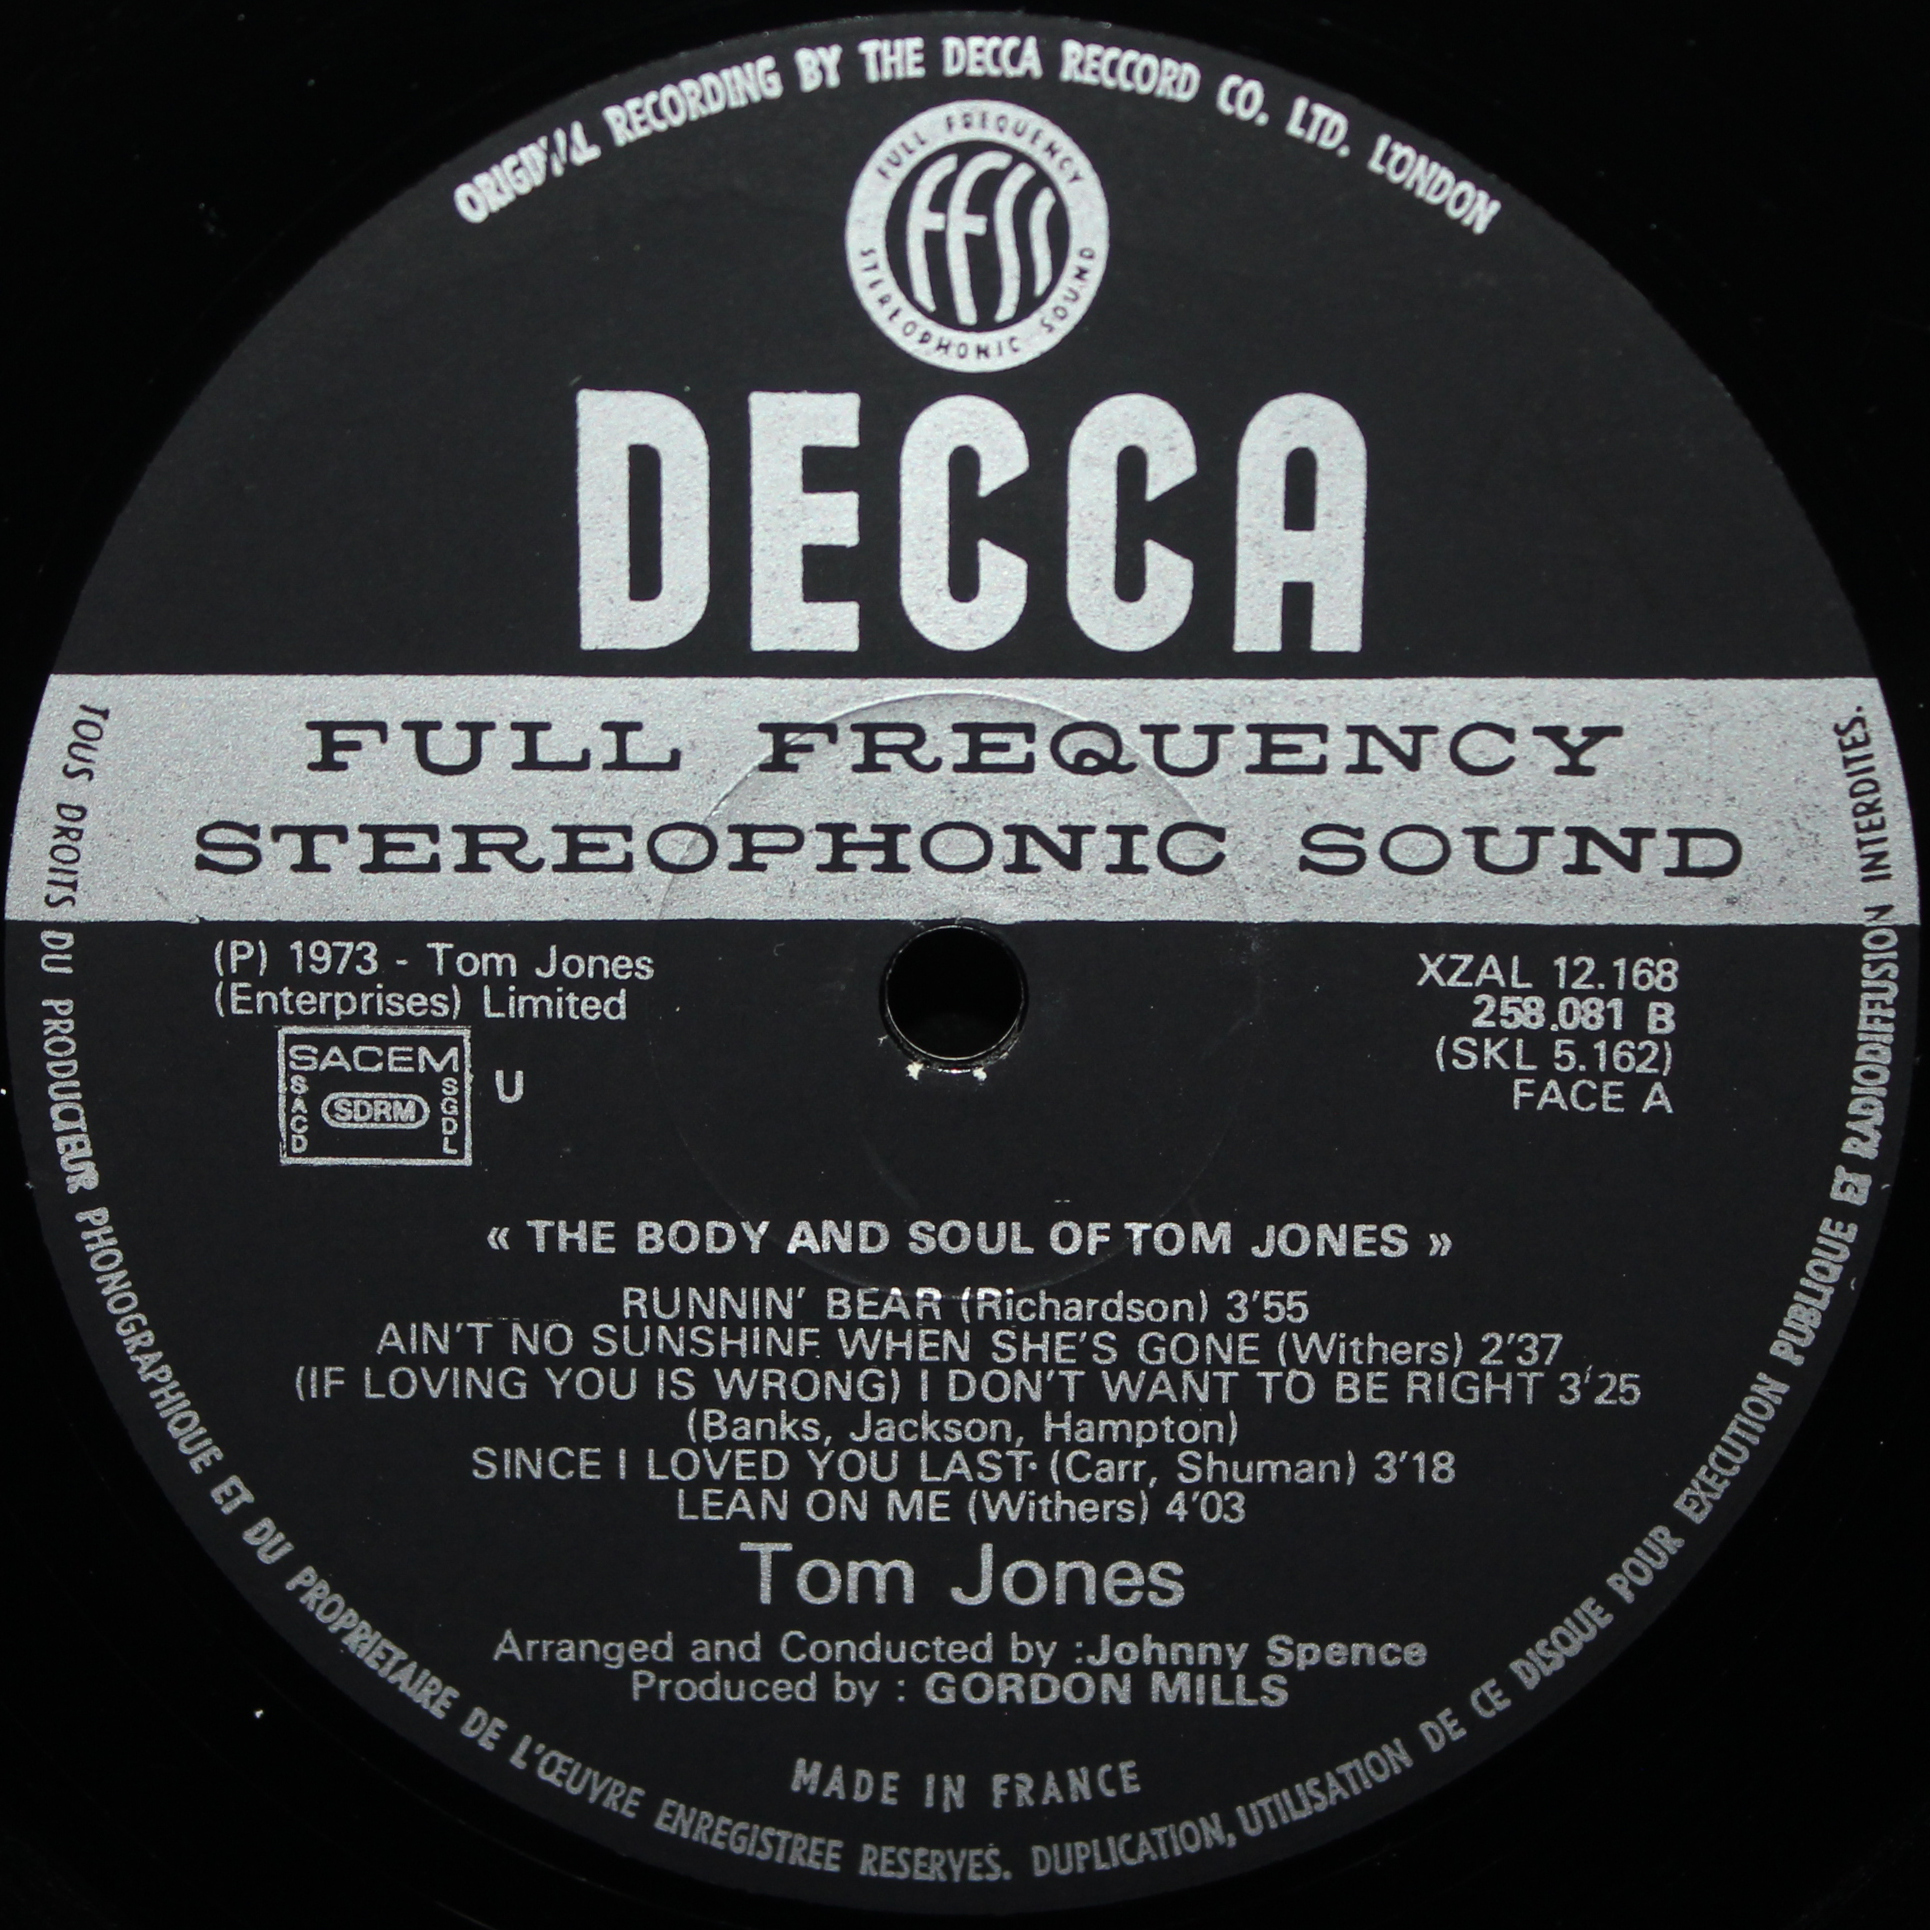 ORIGINAL RECORDING BY THE DECCA RECCORD CO. LTD. LONDON
FULL FREQUENCY
FFSS
STEREOPHONIC SOUND
DECCA
FULL FREQUENCY
STEREOPHONIC SOUND
(P) 1973 - Tom Jones
(Enterprises) Limited
SACEM
SACD
SDRM
SGDL
U
XZAL 12.168
258.081 B
(SKL 5.162)
FACE A
« THE BODY AND SOUL OF TOM JONES »
RUNNIN' BEAR (Richardson) 3'55
AIN'T NO SUNSHINE WHEN SHE'S GONE (Withers) 2'37
(IF LOVING YOU IS WRONG) I DON'T WANT TO BE RIGHT 3'25
(Banks, Jackson, Hampton)
SINCE I LOVED YOU LAST (Carr, Shuman) 3'18
LEAN ON ME (Withers) 4'03
Tom Jones
Arranged and Conducted by :Johnny Spence
Produced by : GORDON MILLS
MADE IN FRANCE
TOUS DROITS DU PRODUCTEUR PHONOGRAPHIQUE ET DU PROPRIETAIRE DE L'ŒUVRE ENREGISTREE RESERVES. DUPLICATION, UTILISATION DE CE DISQUE POUR EXECUTION PUBLIQUE ET RADIODIFFUSION INTERDITES.